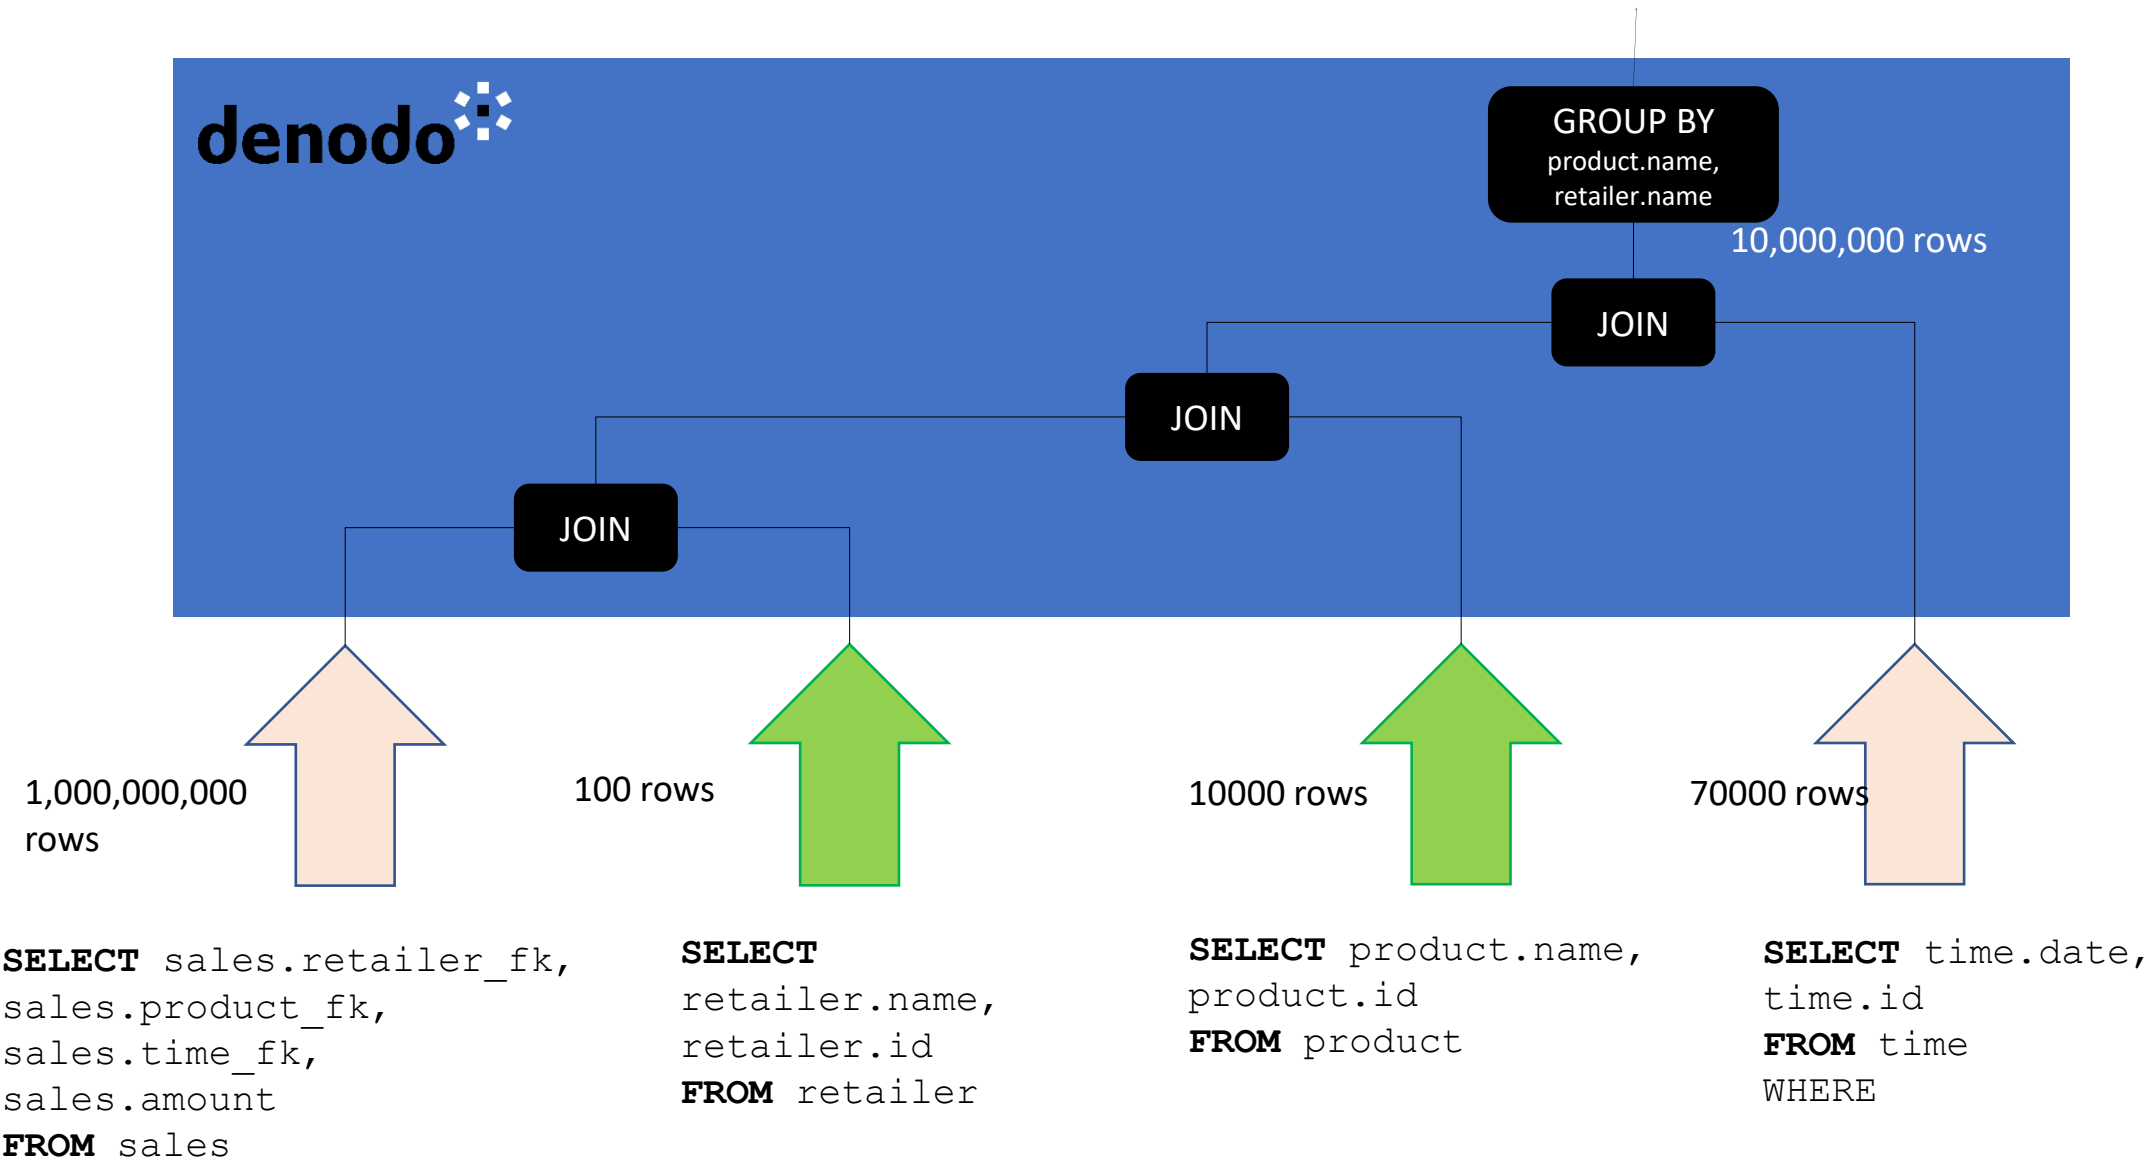 denodo
GROUP BY
product.name,
retailer.name
10,000,000 rows
JOIN
JOIN
JOIN
1,000,000,000
rows
100 rows
10000 rows
70000 rows
SELECT sales.retailer_fk,
sales.product_fk,
sales.time_fk,
sales.amount
FROM sales
SELECT
retailer.name,
retailer.id
FROM retailer
SELECT product.name,
product.id
FROM product
SELECT time.date,
time.id
FROM time
WHERE